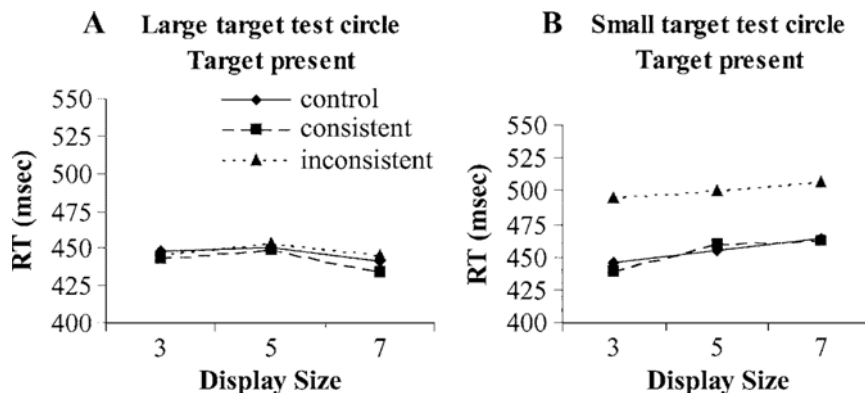 A Large target test circle
Target present
550
525
500
475
450
425
400
RT (msec)
control
consistent
inconsistent
3 5 7
Display Size
B Small target test circle
Target present
550
525
500
475
450
425
400
RT (msec)
3 5 7
Display Size